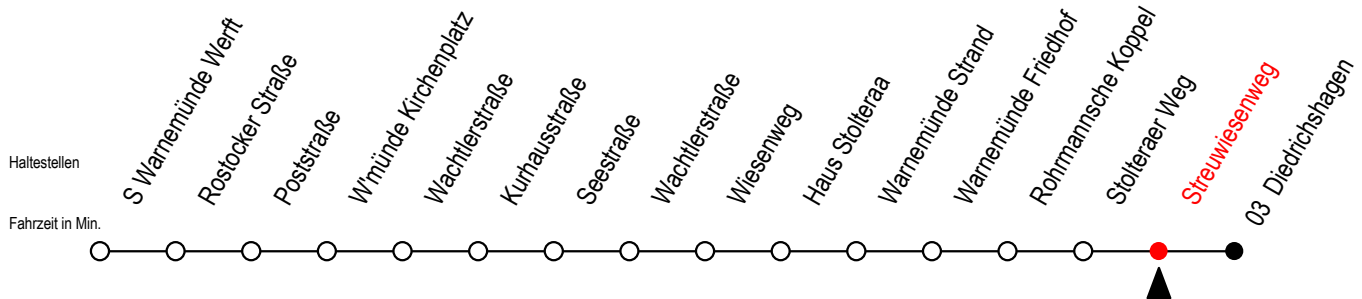 Haltestellen
Fahrzeit in Min.
S Warnemünde Werft
Rostocker Straße
Poststraße
W'münde Kirchenplatz
Wachtlerstraße
Kurhausstraße
Seestraße
Wachtlerstraße
Wiesenweg
Haus Stolteraa
Warnemünde Strand
Warnemünde Friedhof
Rohrmannsche Koppel
Stolteraer Weg
Streuwiesenweg
03 Diedrichshagen